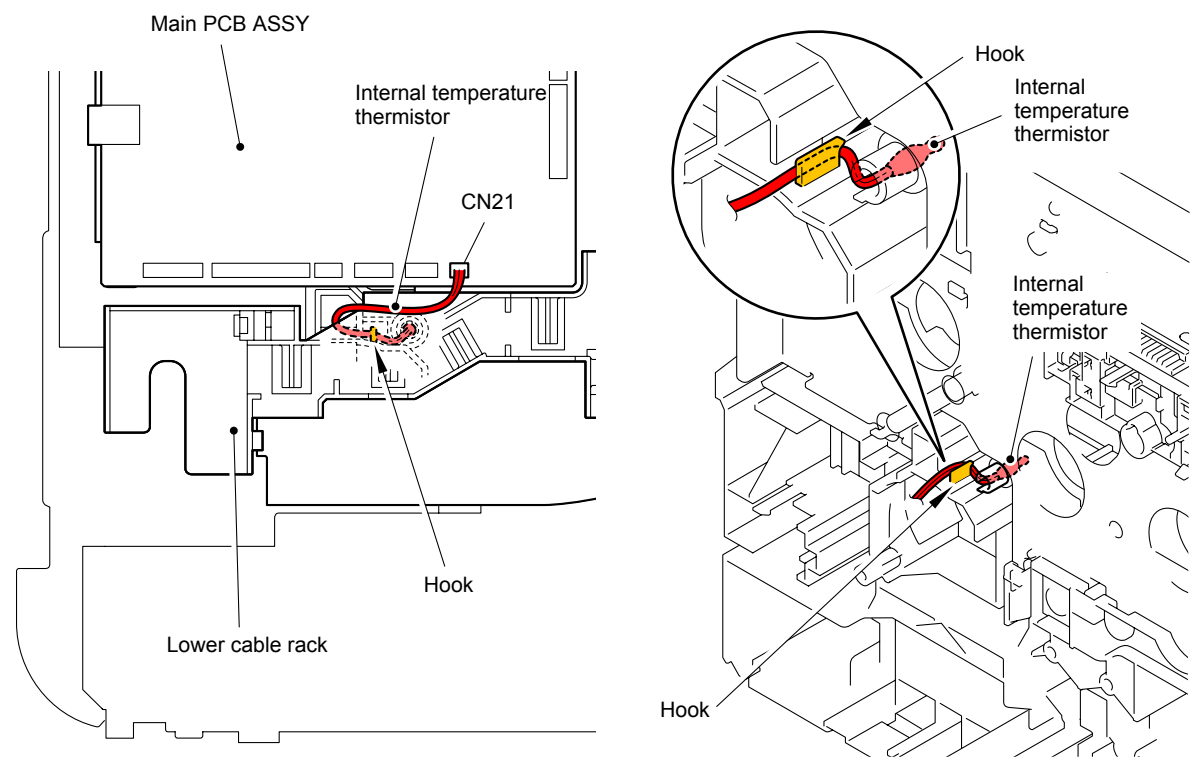 Main PCB ASSY
Internal temperature
thermistor
CN21
Hook
Lower cable rack
Hook
Internal
temperature
thermistor
Internal
temperature
thermistor
Hook